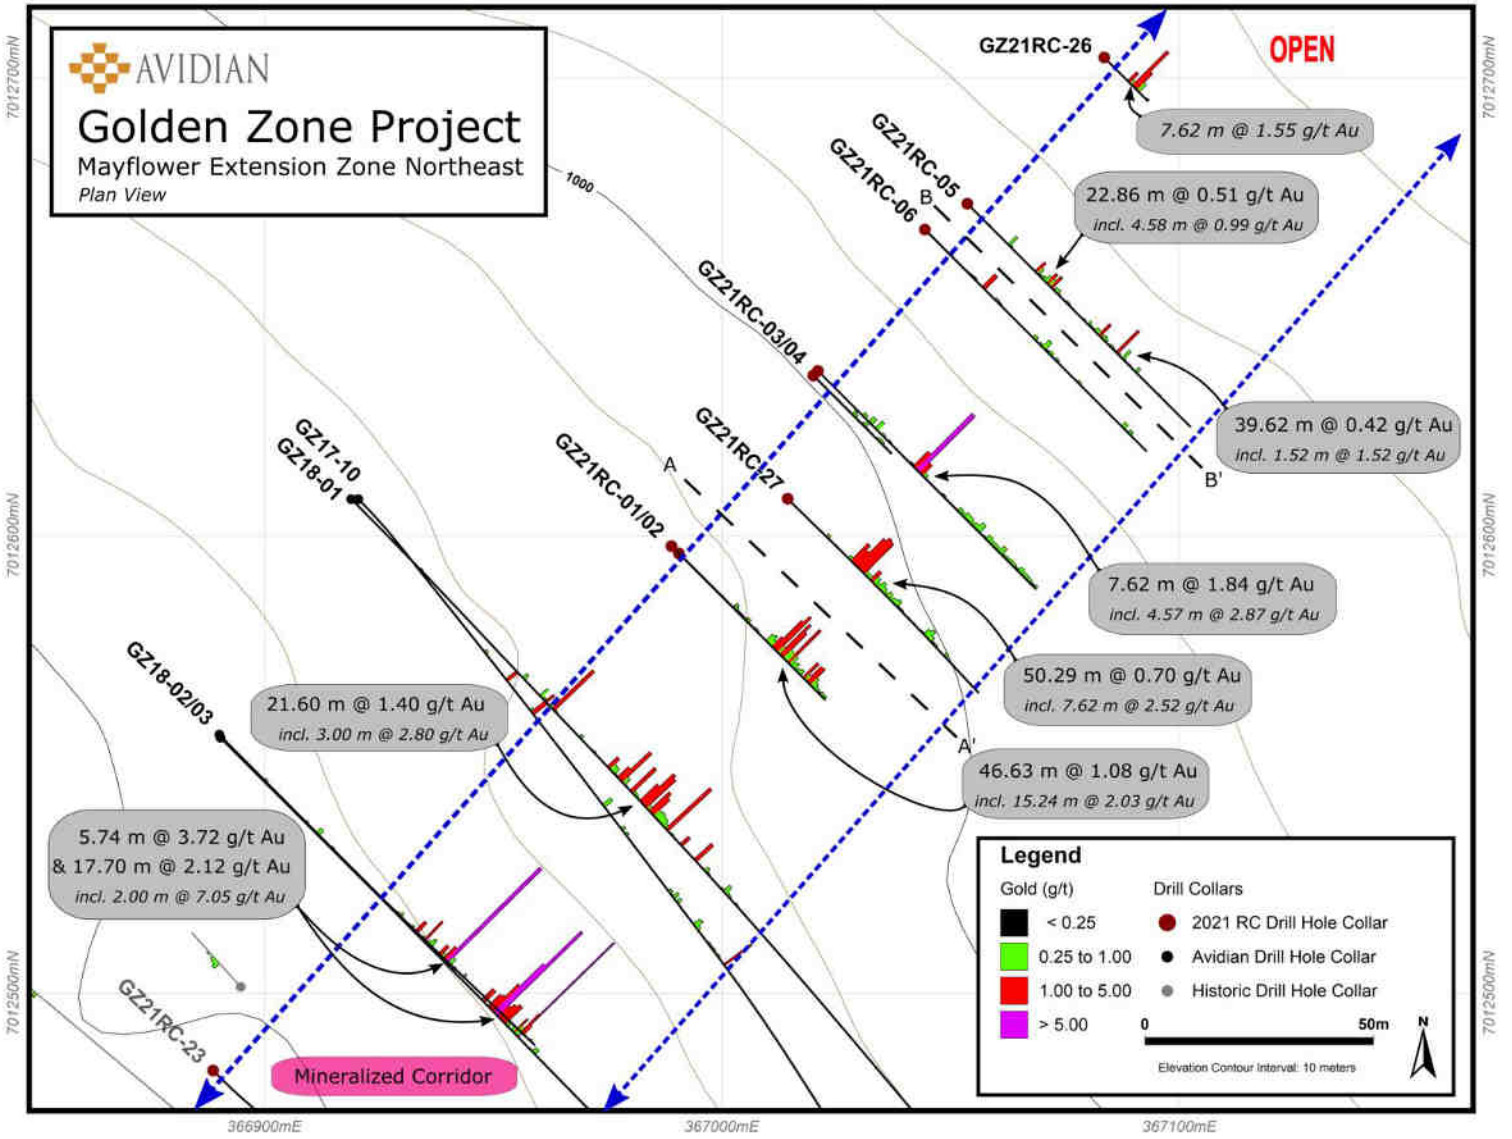 AVIDIAN
Golden Zone Project
Mayflower Extension Zone Northeast
Plan View
OPEN
GZ21RC-26
7.62 m @ 1.55 g/t Au
GZ21RC-05
GZ21RC-06
B
22.86 m @ 0.51 g/t Au
incl. 4.58 m @ 0.99 g/t Au
1000
GZ21RC-03/04
39.62 m @ 0.42 g/t Au
incl. 1.52 m @ 1.52 g/t Au
B'
GZ21RC-27
A
GZ21RC-01/02
GZ17-10
GZ18-01
7.62 m @ 1.84 g/t Au
incl. 4.57 m @ 2.87 g/t Au
50.29 m @ 0.70 g/t Au
incl. 7.62 m @ 2.52 g/t Au
A'
46.63 m @ 1.08 g/t Au
incl. 15.24 m @ 2.03 g/t Au
GZ18-02/03
21.60 m @ 1.40 g/t Au
incl. 3.00 m @ 2.80 g/t Au
5.74 m @ 3.72 g/t Au
& 17.70 m @ 2.12 g/t Au
incl. 2.00 m @ 7.05 g/t Au
GZ21RC-23
Mineralized Corridor
Legend
Gold (g/t)
< 0.25
0.25 to 1.00
1.00 to 5.00
> 5.00
Drill Collars
2021 RC Drill Hole Collar
Avidian Drill Hole Collar
Historic Drill Hole Collar
0
50m
N
Elevation Contour Interval: 10 meters
7012700mN
7012600mN
7012500mN
7012700mN
7012600mN
7012500mN
366900mE
367000mE
367100mE